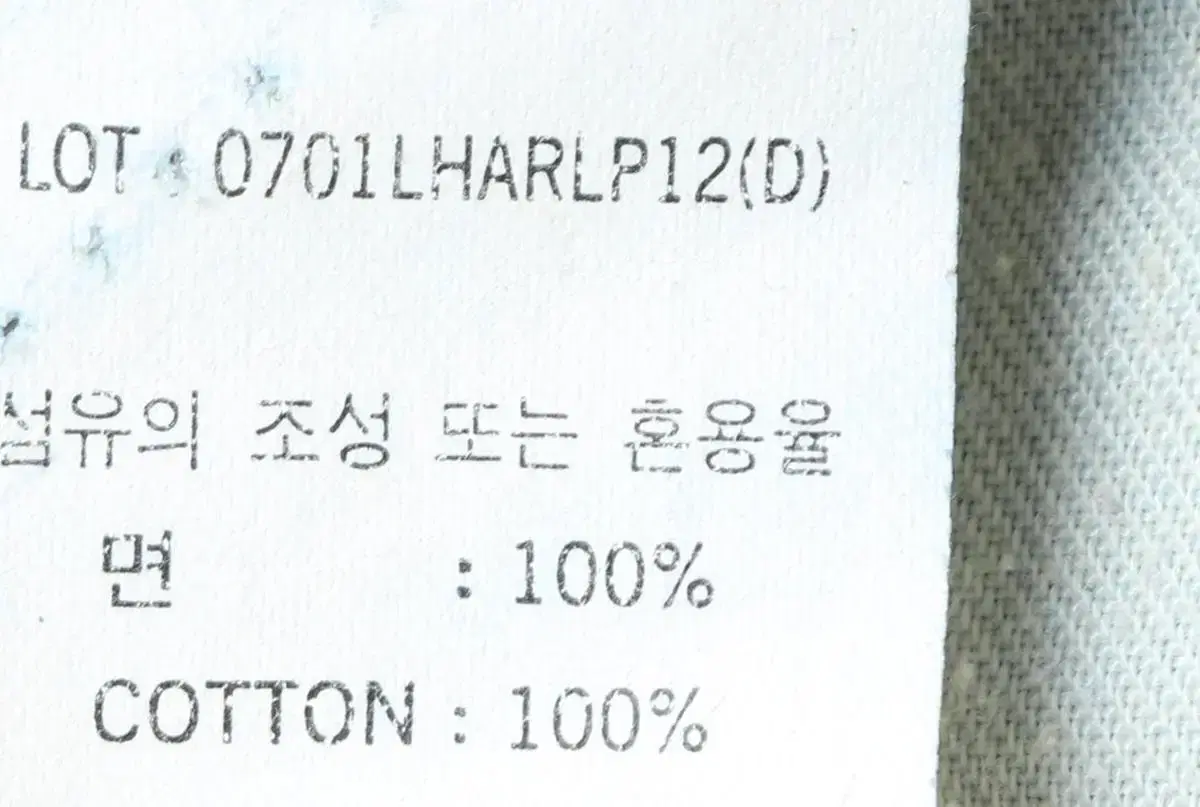 LOT : 0701LHARLP12(D)
섬유의 조성 또는 혼용율
면 : 100%
COTTON : 100%